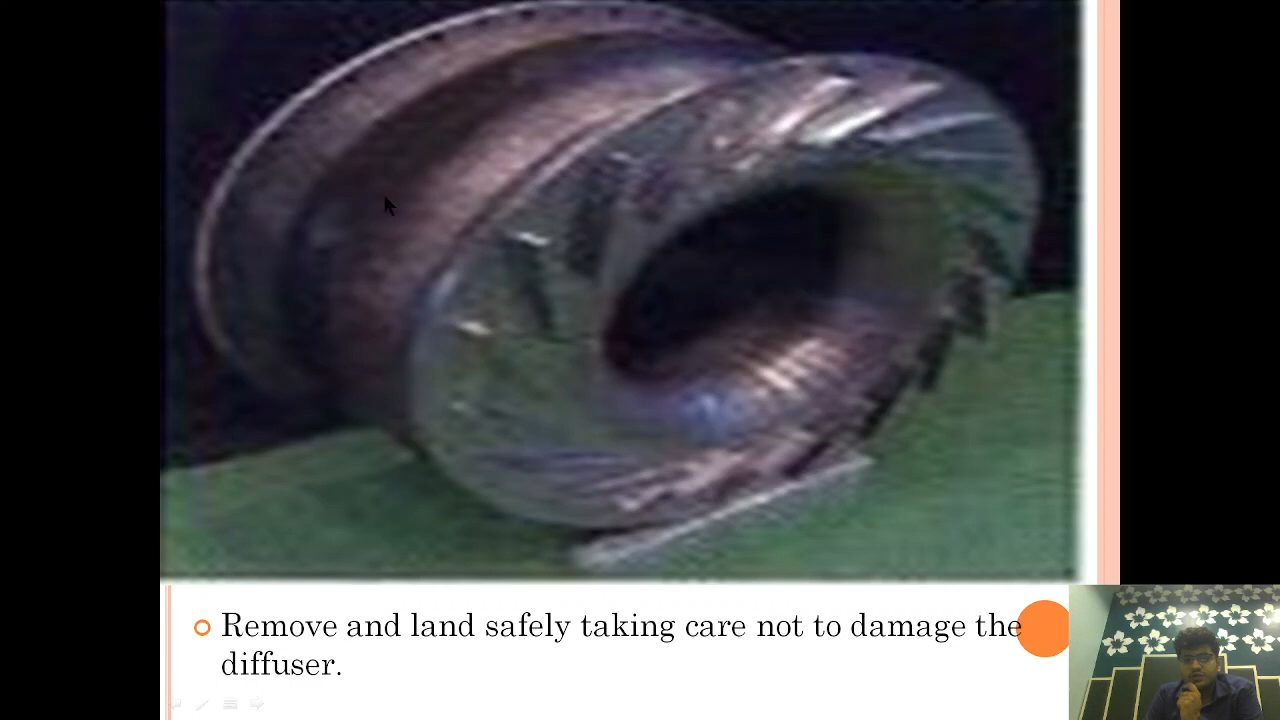 Remove and land safely taking care not to damage the
diffuser.